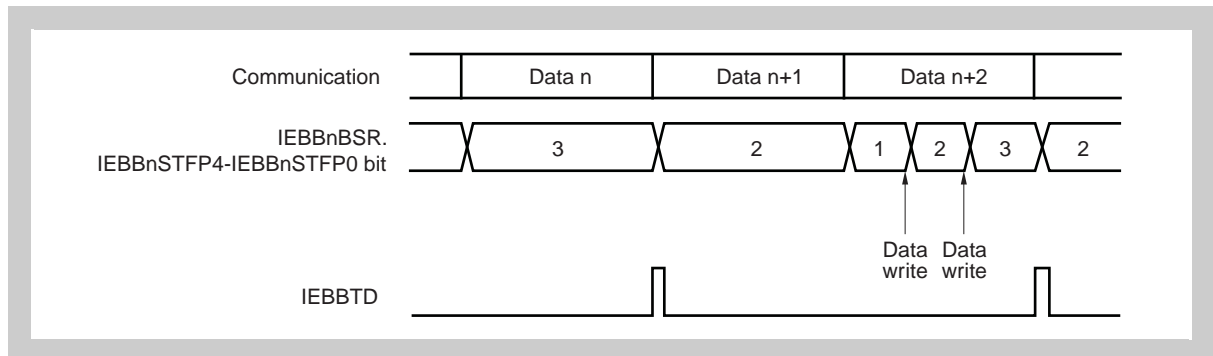 Communication Data n Data n+1 Data n+2
IEBBnBSR.
IEBBnSTFP4-IEBBnSTFP0 bit 3 2 1 2 3 2
Data Data
write write
IEBBTD